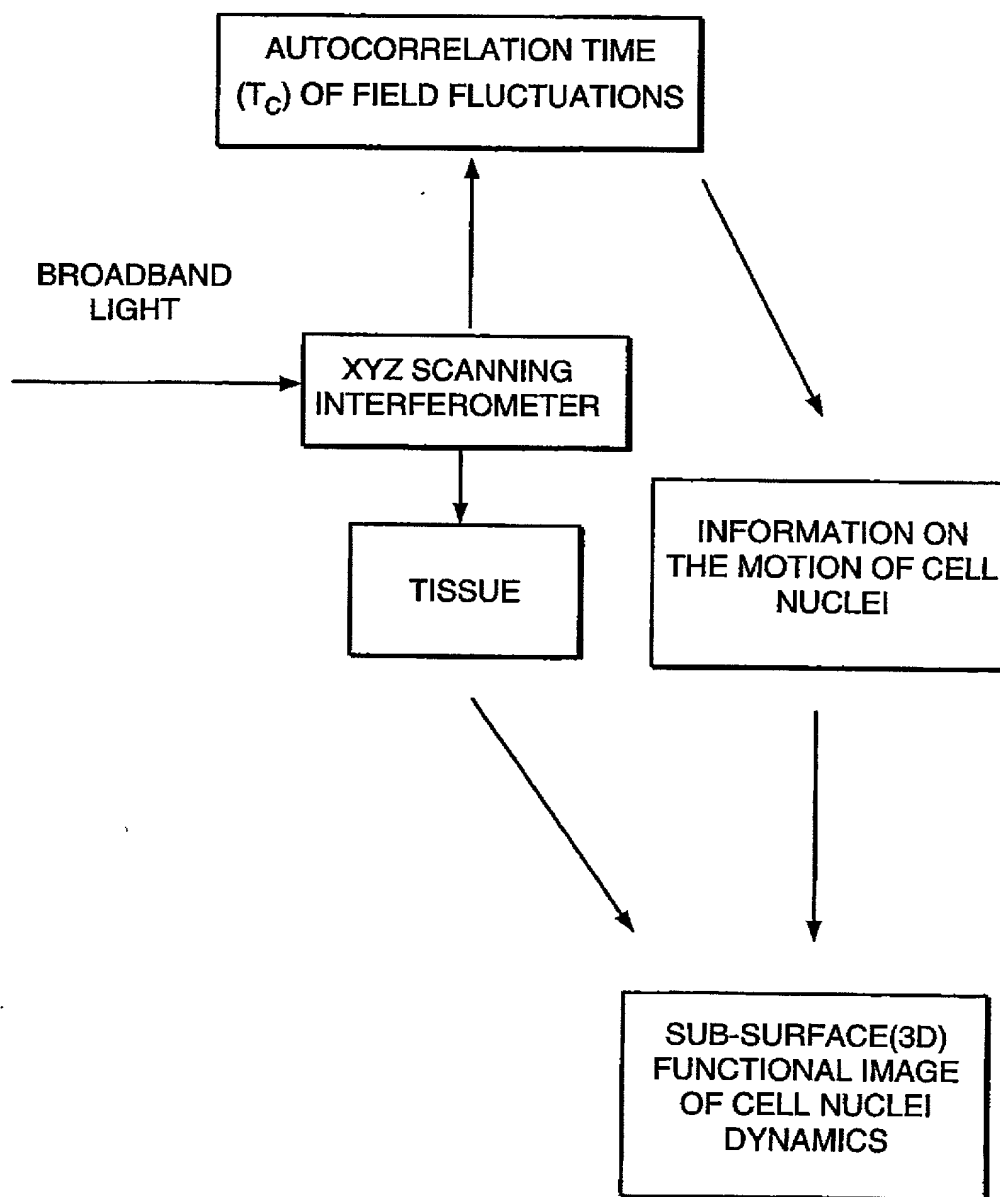 AUTOCORRELATION TIME
(TC) OF FIELD FLUCTUATIONS
BROADBAND
LIGHT
XYZ SCANNING
INTERFEROMETER
TISSUE
INFORMATION ON
THE MOTION OF CELL
NUCLEI
SUB-SURFACE(3D)
FUNCTIONAL IMAGE
OF CELL NUCLEI
DYNAMICS